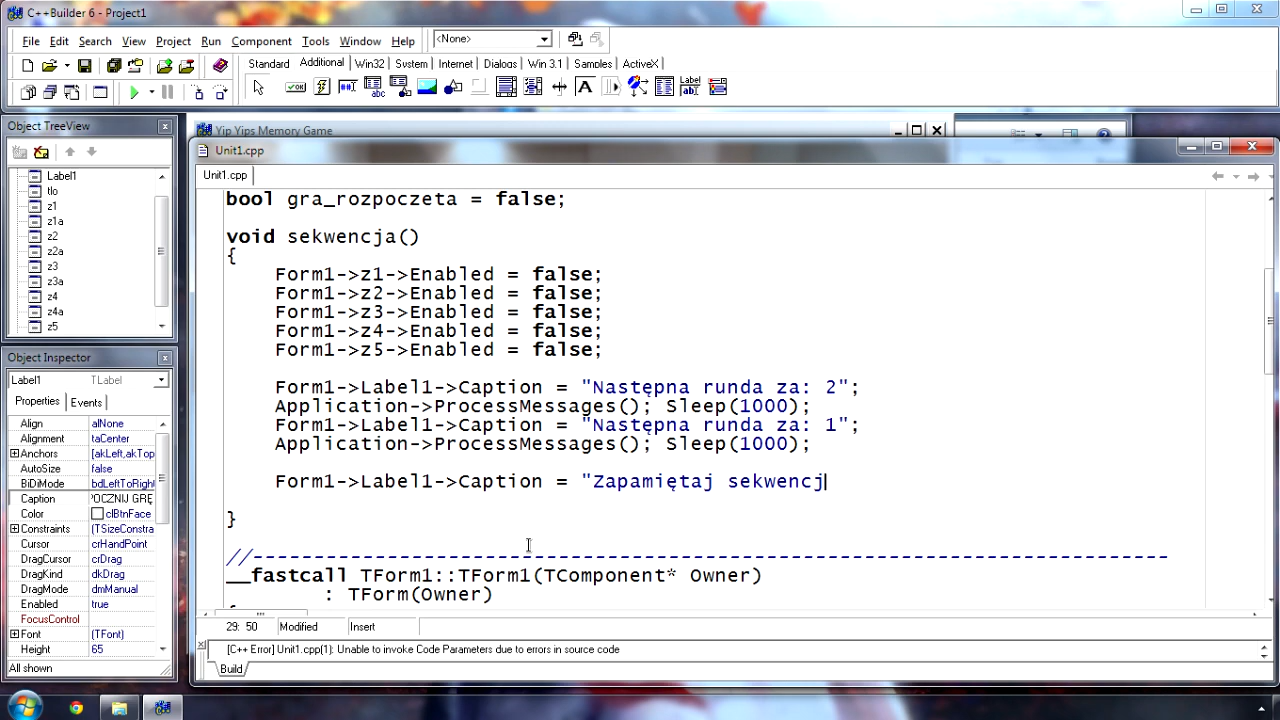 C++Builder 6 - Project1
File Edit Search View Project Run Component Tools Window Help
<None>
Standard Additional Win32 System Internet Dialogs Win 3.1 Samples ActiveX
Object TreeView
Label1
tlo
z1
z1a
z2
z2a
z3
z3a
z4
z4a
z5
Object Inspector
Label1 TLabel
Properties Events
Align alNone
Alignment taCenter
Anchors [akLeft,akTop
AutoSize false
BiDiMode bdLeftToRigh
Caption POCZNIJ GRĘ
Color clBtnFace
Constraints (TSizeConstra
Cursor crHandPoint
DragCursor crDrag
DragKind dkDrag
DragMode dmManual
Enabled true
FocusControl
Font (TFont)
Height 65
All shown
Yip Yips Memory Game
Unit1.cpp
Unit1.cpp
bool gra_rozpoczeta = false;
void sekwencja()
{
Form1->z1->Enabled = false;
Form1->z2->Enabled = false;
Form1->z3->Enabled = false;
Form1->z4->Enabled = false;
Form1->z5->Enabled = false;
Form1->Label1->Caption = "Następna runda za: 2";
Application->ProcessMessages(); Sleep(1000);
Form1->Label1->Caption = "Następna runda za: 1";
Application->ProcessMessages(); Sleep(1000);
Form1->Label1->Caption = "Zapamiętaj sekwencj
}
//---------------------------------------------------------------------------
__fastcall TForm1::TForm1(TComponent* Owner)
: TForm(Owner)
29: 50 Modified Insert
[C++ Error] Unit1.cpp(1): Unable to invoke Code Parameters due to errors in source code
Build